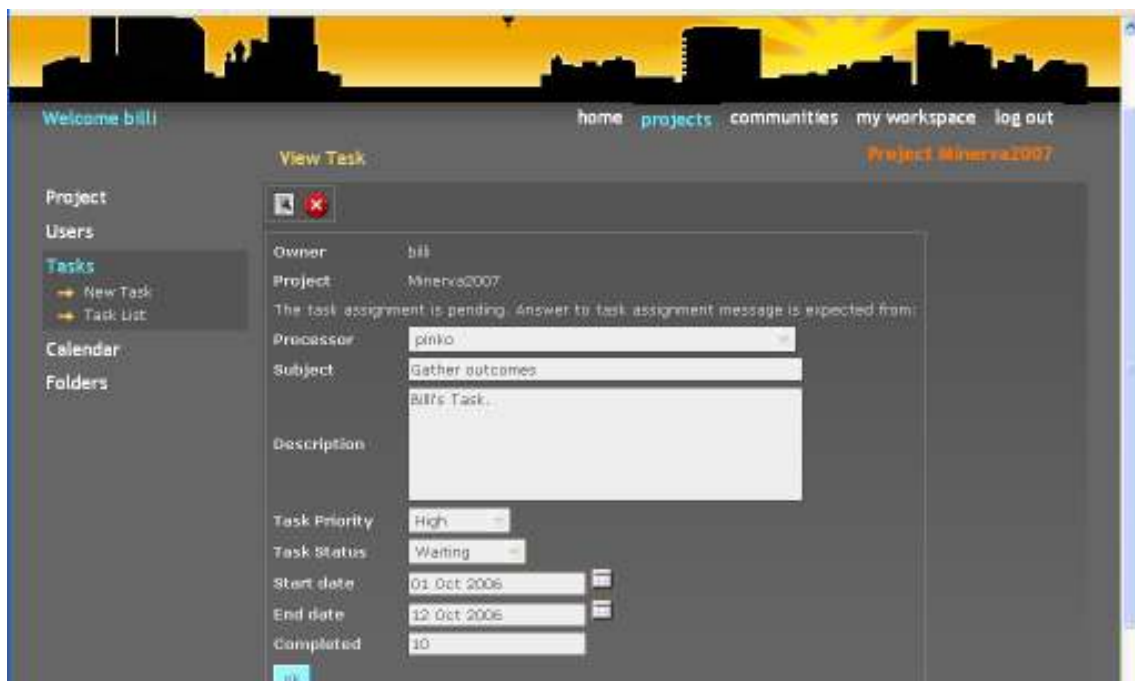 Welcome billi
home projects communities my workspace log out
View Task
Project Minerva2007
Project
Users
Tasks
New Task
Task List
Calendar
Folders
Owner billi
Project Minerva2007
The task assignment is pending. Answer to task assignment message is expected from:
Processor pinko
Subject Gather outcomes
Description Billi's Task.
Task Priority High
Task Status Waiting
Start date 01 Oct 2006
End date 12 Oct 2006
Completed 10